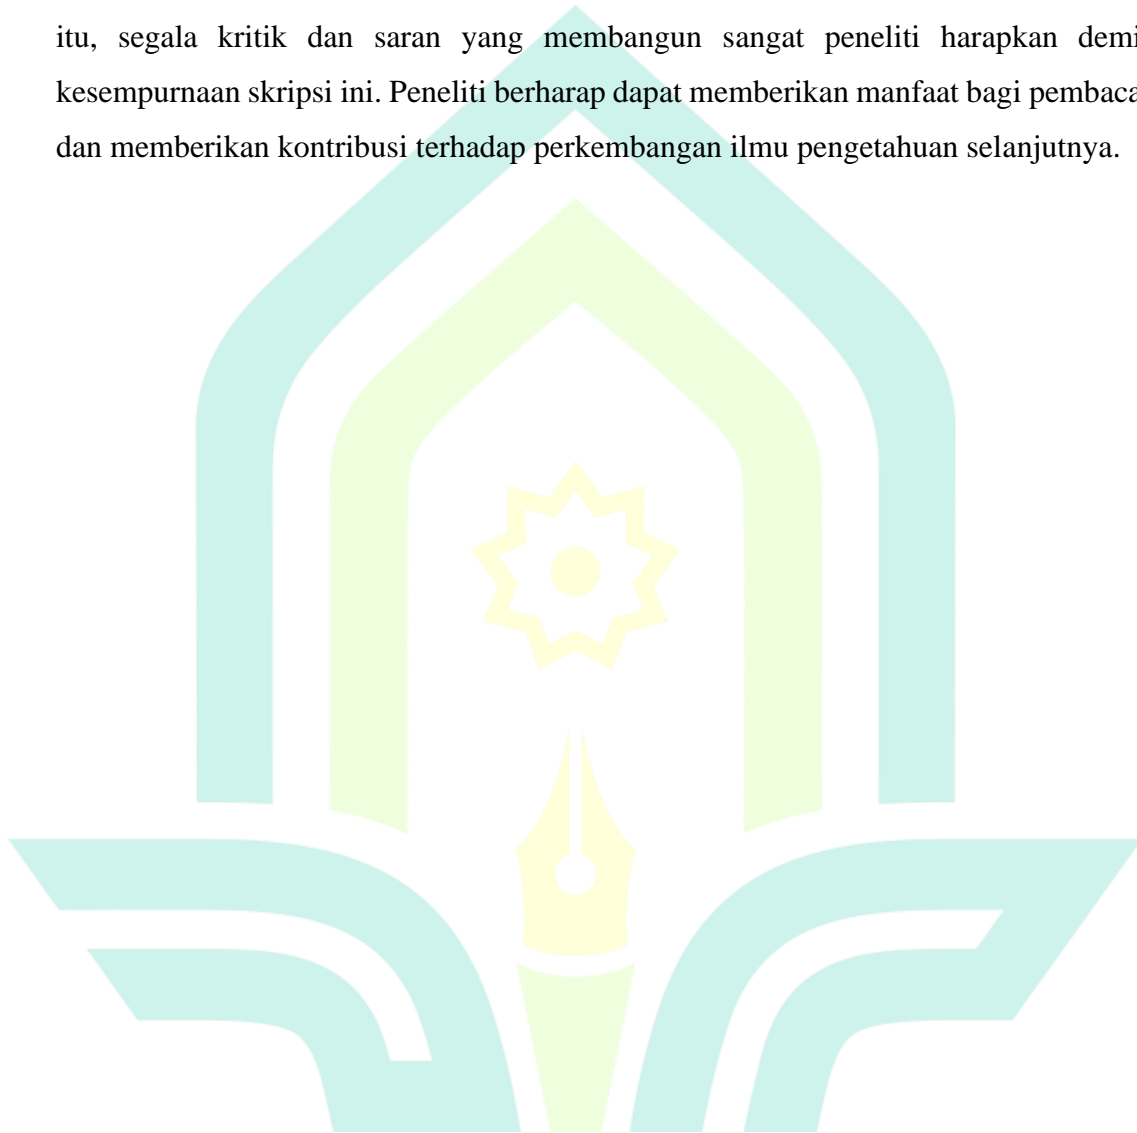 itu, segala kritik dan saran yang membangun sangat peneliti harapkan demi
kesempurnaan skripsi ini. Peneliti berharap dapat memberikan manfaat bagi pembaca
dan memberikan kontribusi terhadap perkembangan ilmu pengetahuan selanjutnya.